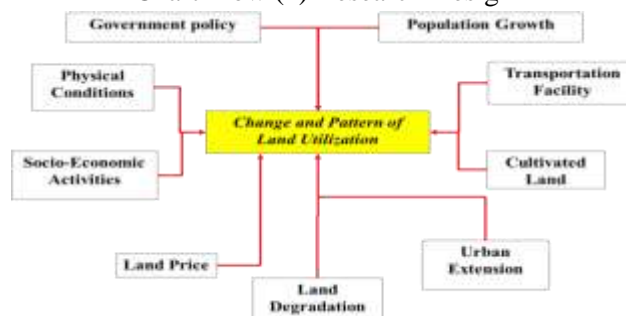 Government policy
Population Growth
Physical
Conditions
Transportation
Facility
Change and Pattern of
Land Utilization
Socio-Economic
Activities
Cultivated
Land
Land Price
Urban
Extension
Land
Degradation